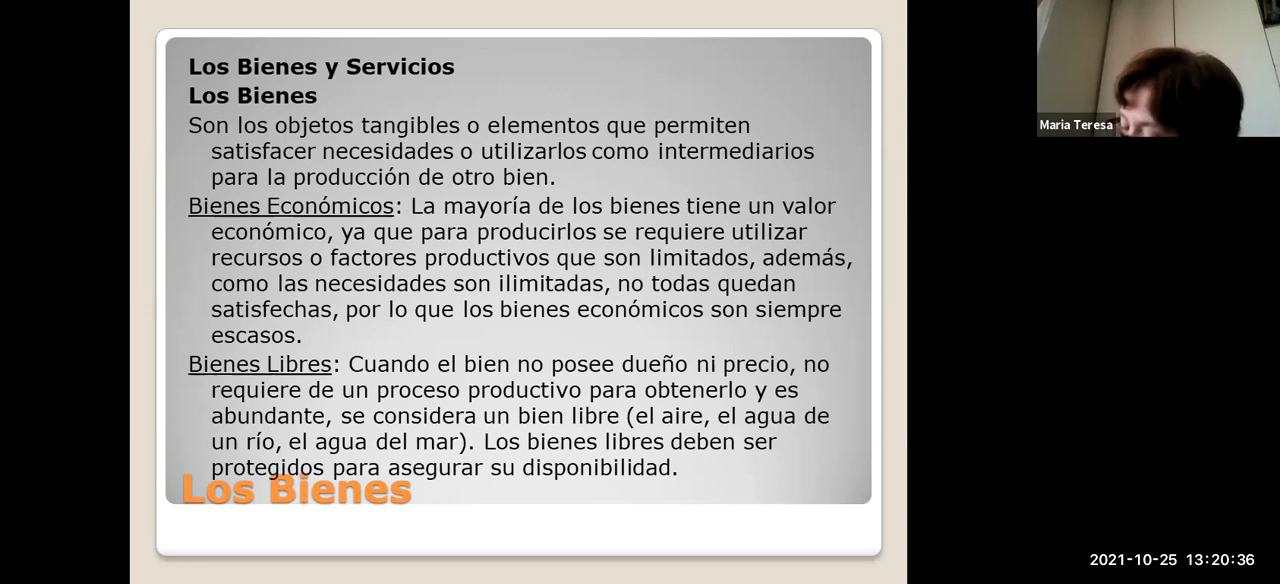 Los Bienes y Servicios
Los Bienes
Son los objetos tangibles o elementos que permiten
satisfacer necesidades o utilizarlos como intermediarios
para la producción de otro bien.
Bienes Económicos: La mayoría de los bienes tiene un valor
económico, ya que para producirlos se requiere utilizar
recursos o factores productivos que son limitados, además,
como las necesidades son ilimitadas, no todas quedan
satisfechas, por lo que los bienes económicos son siempre
escasos.
Bienes Libres: Cuando el bien no posee dueño ni precio, no
requiere de un proceso productivo para obtenerlo y es
abundante, se considera un bien libre (el aire, el agua de
un río, el agua del mar). Los bienes libres deben ser
protegidos para asegurar su disponibilidad.
Los Bienes
Maria Teresa
2021-10-25 13:20:36